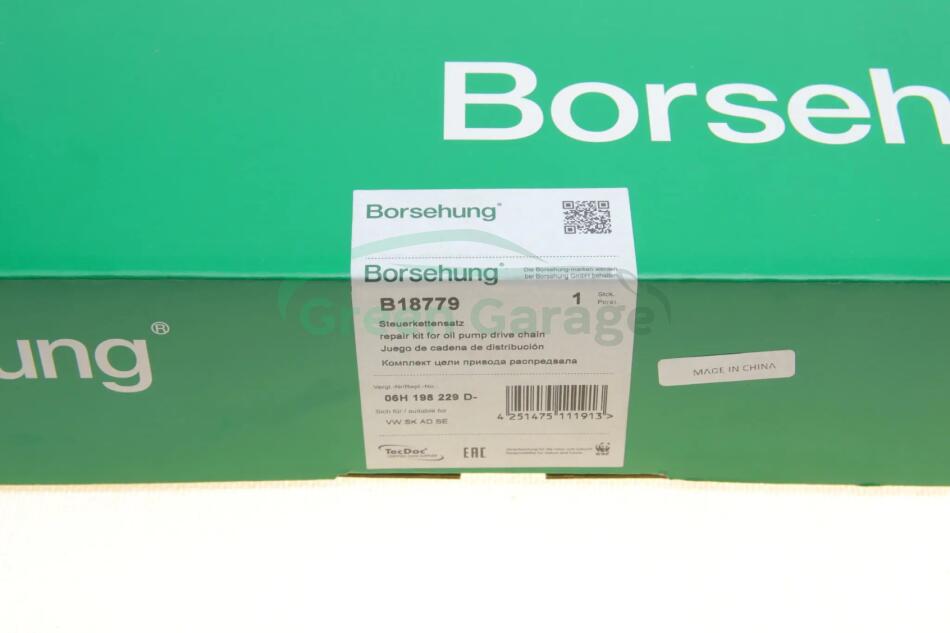 Borseh
Borsehung®
Borsehung®
Die Borsehung-marken werden
bei Borsehung GmbH behalten
B18779
1 Stck.
Green Garage
Steuerkettensatz
repair kit for oil pump drive chain
Juego de cadena de distribución
Комплект цепи привода распредвала
ung®
MADE IN CHINA
Vergl.-Nr/Repl.-No.:
06H 198 229 D-
Sich für / suitable for
VW SK AD SE
4 251475 111913
TecDoc
EAC